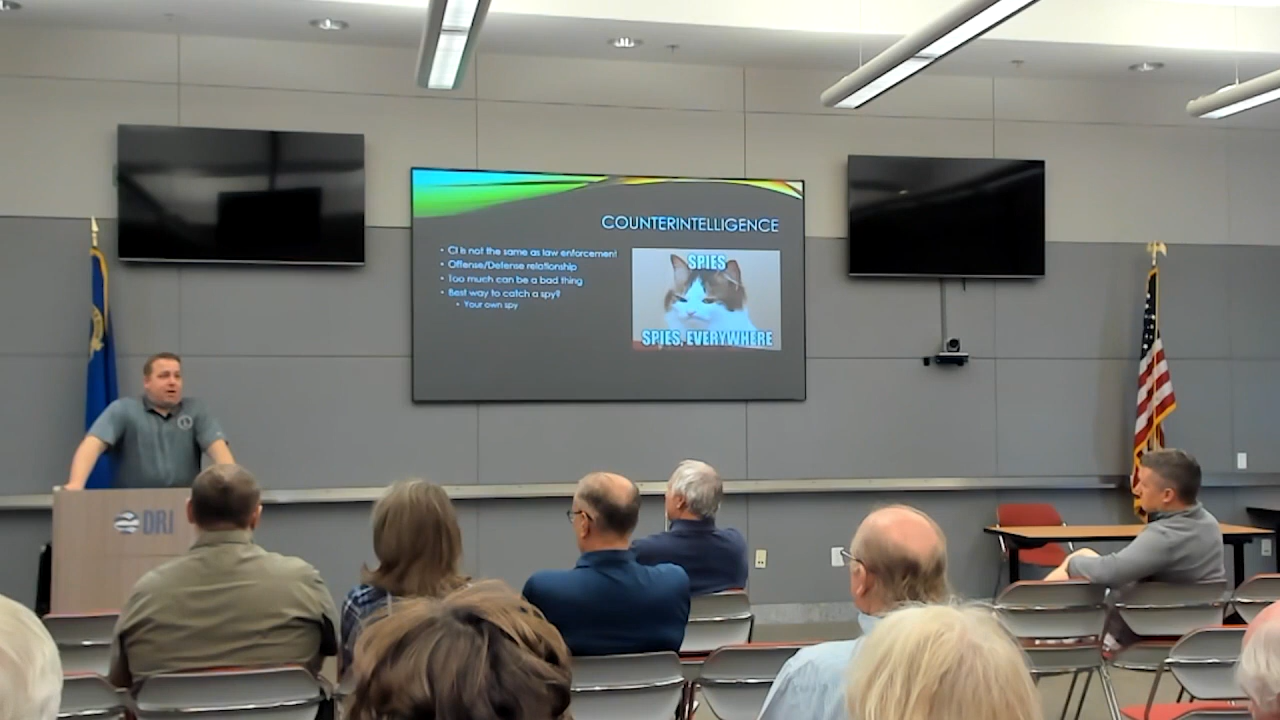 COUNTERINTELLIGENCE
• CI is not the same as law enforcement
• Offense/Defense relationship
• Too much can be a bad thing
• Best way to catch a spy?
• Your own spy
SPIES
SPIES, EVERYWHERE
DRI